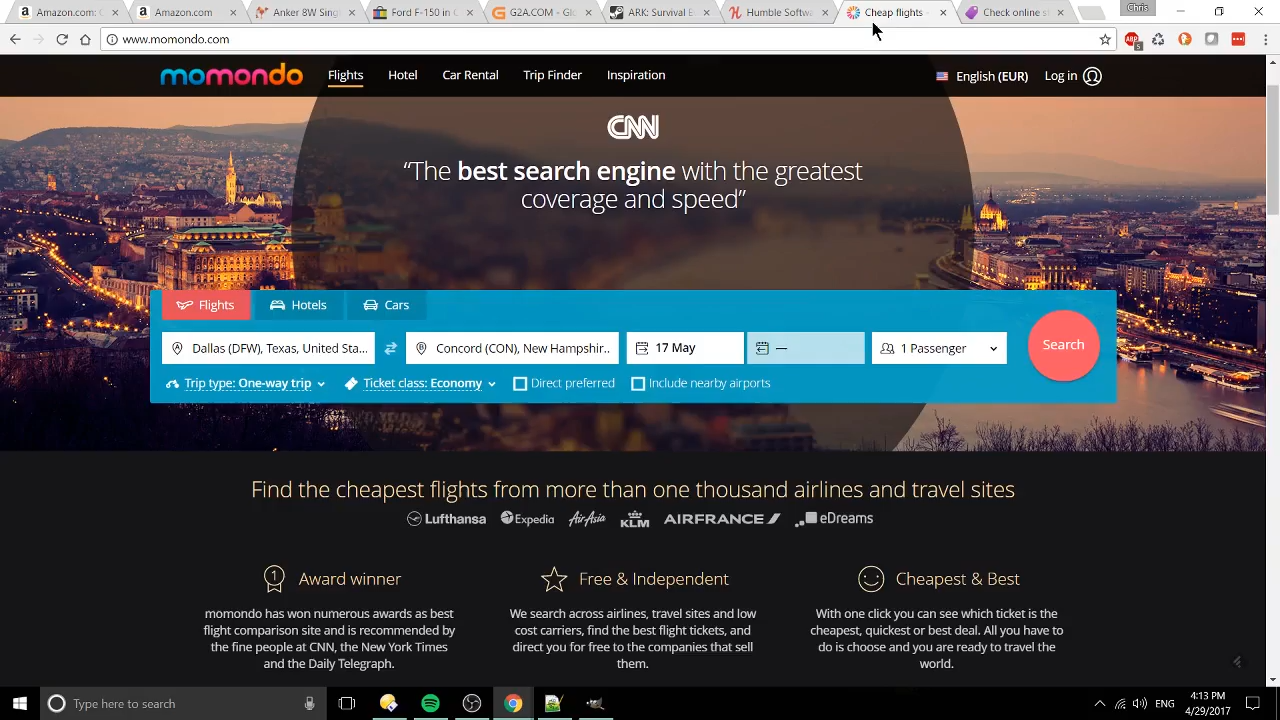 Amazon.com: O
Amazon.com
Anker 8W Sing
Ford F-150 in C
G2A.COM - Gl
ARK: Survival E
Humble Softwa
Cheap flights -
Check online st
Chris
www.momondo.com
momondo
Flights
Hotel
Car Rental
Trip Finder
Inspiration
English (EUR)
Log in
CNN
“The best search engine with the greatest
coverage and speed”
Flights
Hotels
Cars
Dallas (DFW), Texas, United Sta...
Concord (CON), New Hampshir..
17 May
—
1 Passenger
Search
Trip type: One-way trip
Ticket class: Economy
Direct preferred
Include nearby airports
Find the cheapest flights from more than one thousand airlines and travel sites
Lufthansa
Expedia
AirAsia
KLM
AIRFRANCE
eDreams
1
Award winner
momondo has won numerous awards as best
flight comparison site and is recommended by
the fine people at CNN, the New York Times
and the Daily Telegraph.
Free & Independent
We search across airlines, travel sites and low
cost carriers, find the best flight tickets, and
direct you for free to the companies that sell
them.
Cheapest & Best
With one click you can see which ticket is the
cheapest, quickest or best deal. All you have to
do is choose and you are ready to travel the
world.
Type here to search
ENG
4:13 PM
4/29/2017